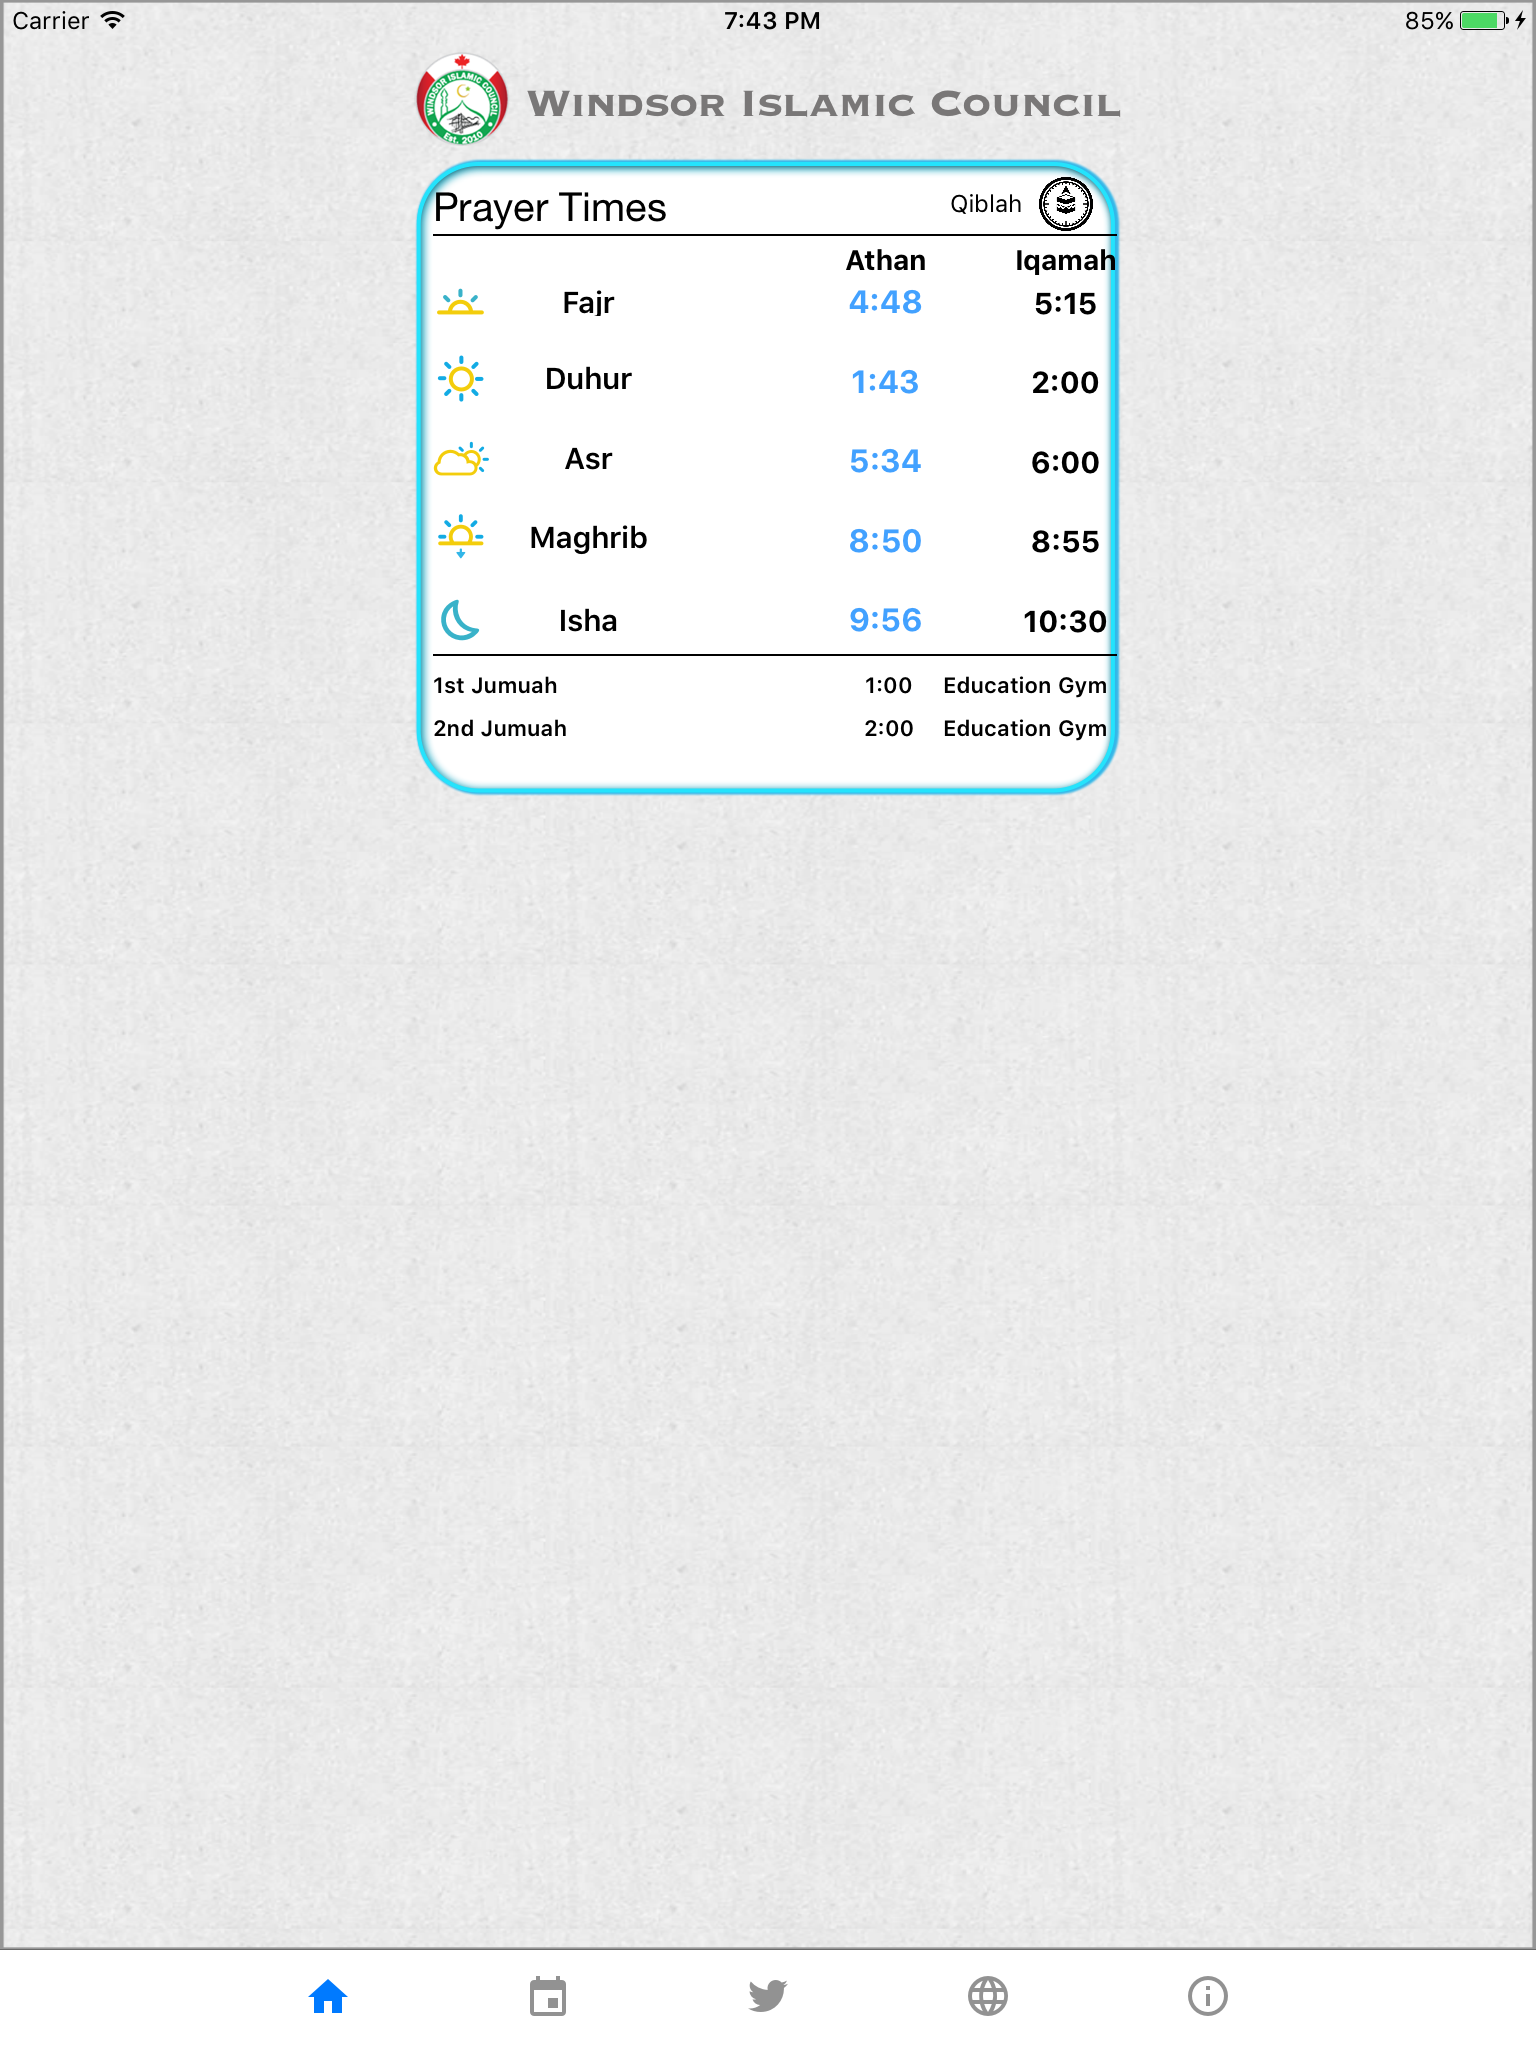 Carrier 7:43 PM 85%
WINDSOR ISLAMIC COUNCIL
Est. 2010
Windsor Islamic Council
Prayer Times Qiblah
Athan Iqamah
Fajr 4:48 5:15
Duhur 1:43 2:00
Asr 5:34 6:00
Maghrib 8:50 8:55
Isha 9:56 10:30
1st Jumuah 1:00 Education Gym
2nd Jumuah 2:00 Education Gym